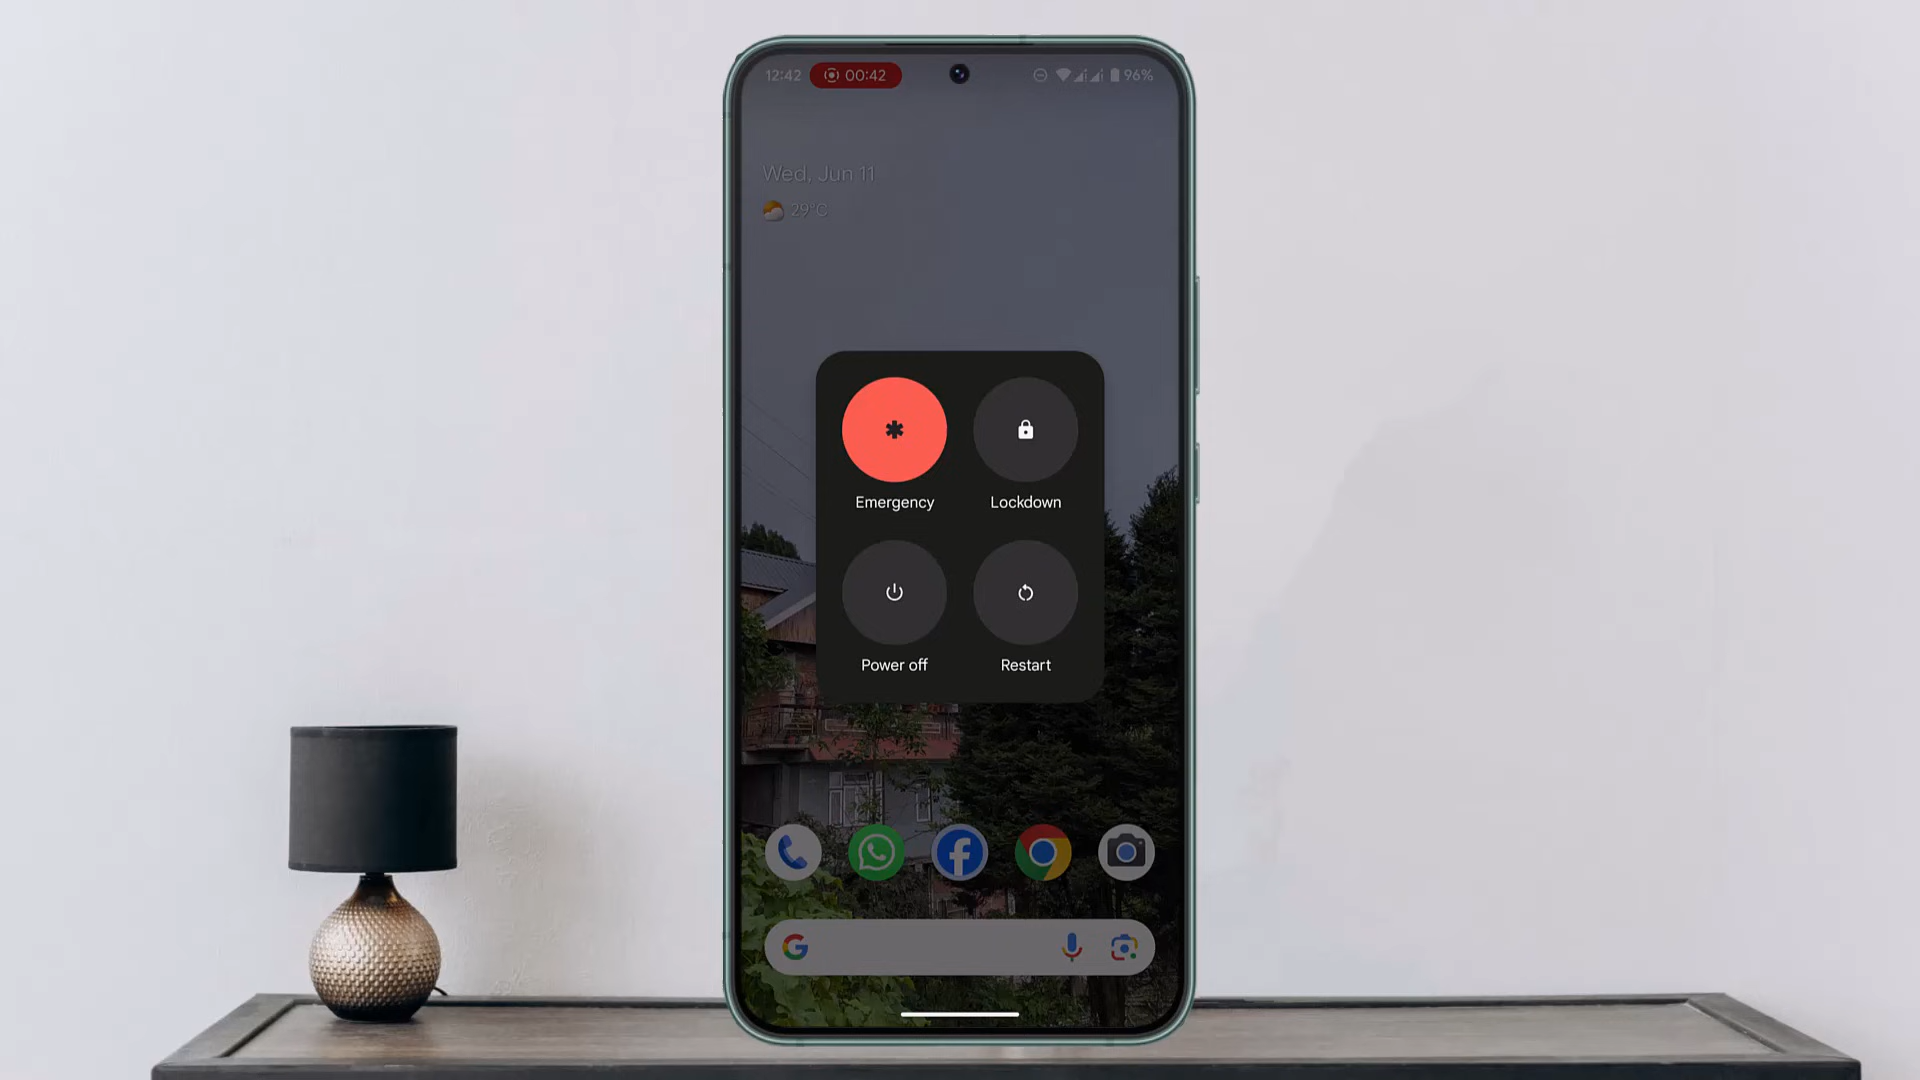 12:42 00:42 96%
Wed, Jun 11
29°C
Emergency Lockdown
Power off Restart